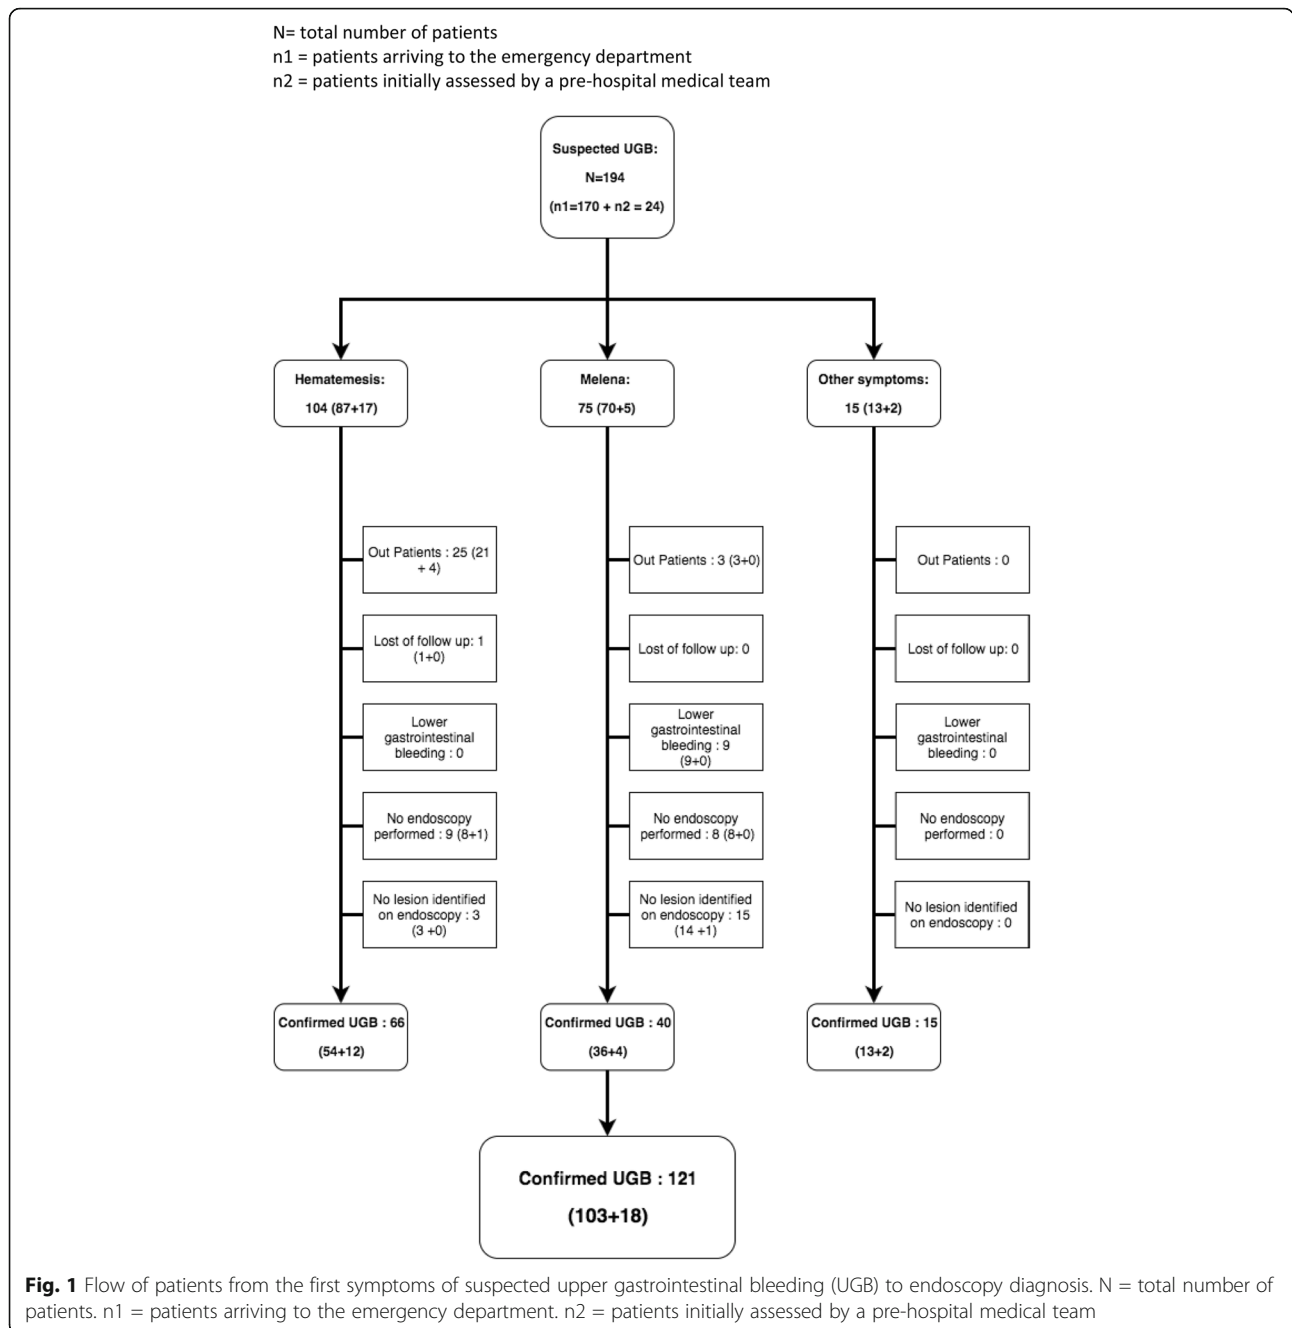 N= total number of patients
n1 = patients arriving to the emergency department
n2 = patients initially assessed by a pre-hospital medical team
Suspected UGB:
N=194
(n1=170 + n2 = 24)
Hematemesis:
104 (87+17)
Melena:
75 (70+5)
Other symptoms:
15 (13+2)
Out Patients : 25 (21
+ 4)
Out Patients : 3 (3+0)
Out Patients : 0
Lost of follow up: 1
(1+0)
Lost of follow up: 0
Lost of follow up: 0
Lower
gastrointestinal
bleeding : 0
Lower
gastrointestinal
bleeding : 9
(9+0)
Lower
gastrointestinal
bleeding : 0
No endoscopy
performed : 9 (8+1)
No endoscopy
performed : 8 (8+0)
No endoscopy
performed : 0
No lesion identified
on endoscopy : 3
(3 +0)
No lesion identified
on endoscopy : 15
(14 +1)
No lesion identified
on endoscopy : 0
Confirmed UGB : 66
(54+12)
Confirmed UGB : 40
(36+4)
Confirmed UGB : 15
(13+2)
Confirmed UGB : 121
(103+18)
Fig. 1 Flow of patients from the first symptoms of suspected upper gastrointestinal bleeding (UGB) to endoscopy diagnosis. N = total number of
patients. n1 = patients arriving to the emergency department. n2 = patients initially assessed by a pre-hospital medical team